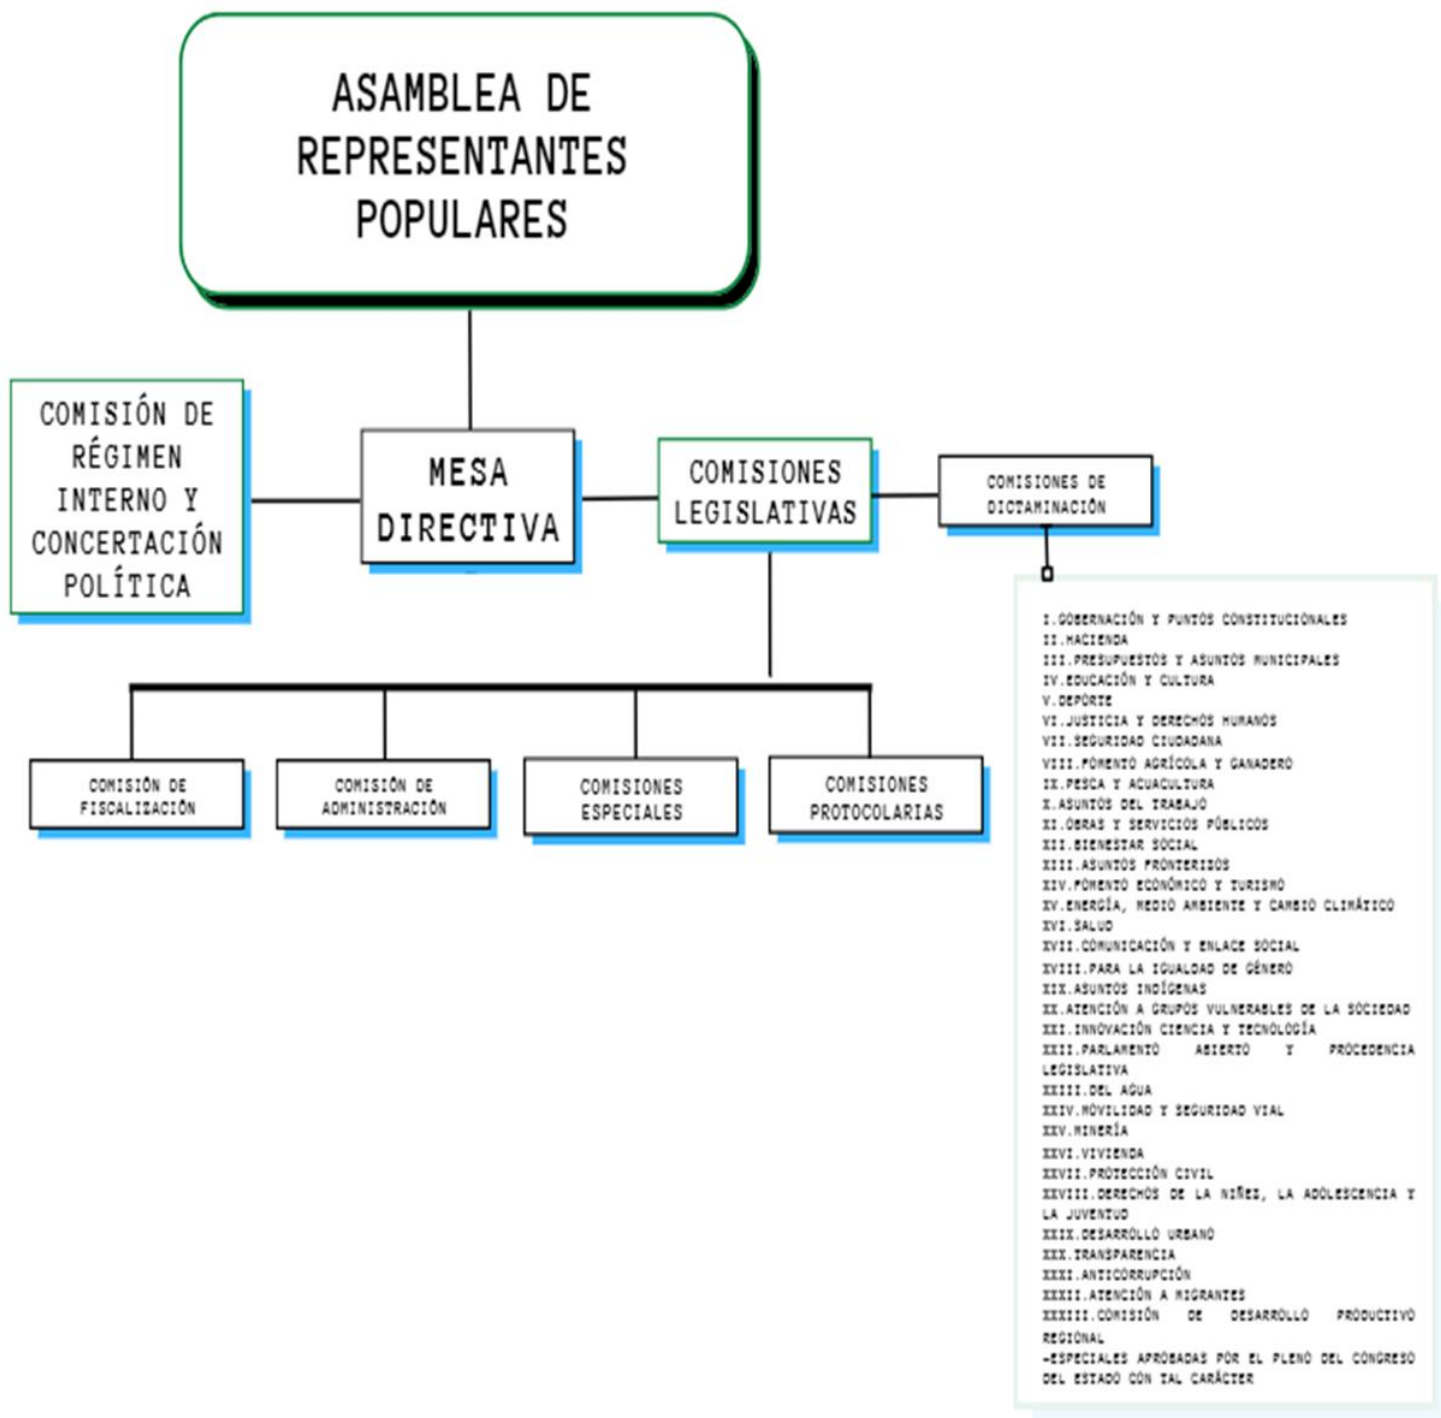 ASAMBLEA DE
REPRESENTANTES
POPULARES
COMISIÓN DE
RÉGIMEN
INTERNO Y
CONCERTACIÓN
POLÍTICA
MESA
DIRECTIVA
COMISIONES
LEGISLATIVAS
COMISIONES DE
DICTAMINACIÓN
COMISIÓN DE
FISCALIZACIÓN
COMISIÓN DE
ADMINISTRACIÓN
COMISIONES
ESPECIALES
COMISIONES
PROTOCOLARIAS
I.GOBERNACIÓN Y PUNTOS CONSTITUCIONALES
II.HACIENDA
III.PRESUPUESTOS Y ASUNTOS MUNICIPALES
IV.EDUCACIÓN Y CULTURA
V.DEPORTE
VI.JUSTICIA Y DERECHOS HUMANOS
VII.SEGURIDAD CIUDADANA
VIII.FOMENTO AGRÍCOLA Y GANADERO
IX.PESCA Y ACUACULTURA
X.ASUNTOS DEL TRABAJO
XI.OBRAS Y SERVICIOS PÚBLICOS
XII.BIENESTAR SOCIAL
XIII.ASUNTOS FRONTERIZOS
XIV.FOMENTO ECONÓMICO Y TURISMO
XV.ENERGÍA, MEDIO AMBIENTE Y CAMBIO CLIMÁTICO
XVI.SALUD
XVII.COMUNICACIÓN Y ENLACE SOCIAL
XVIII.PARA LA IGUALDAD DE GÉNERO
XIX.ASUNTOS INDÍGENAS
XX.ATENCIÓN A GRUPOS VULNERABLES DE LA SOCIEDAD
XXI.INNOVACIÓN CIENCIA Y TECNOLOGÍA
XXII.PARLAMENTO ABIERTO Y PROCEDENCIA
LEGISLATIVA
XXIII.DEL AGUA
XXIV.MOVILIDAD Y SEGURIDAD VIAL
XXV.MINERÍA
XXVI.VIVIENDA
XXVII.PROTECCIÓN CIVIL
XXVIII.DERECHOS DE LA NIÑEZ, LA ADOLESCENCIA Y
LA JUVENTUD
XXIX.DESARROLLO URBANO
XXX.TRANSPARENCIA
XXXI.ANTICORRUPCIÓN
XXXII.ATENCIÓN A MIGRANTES
XXXIII.COMISIÓN DE DESARROLLO PRODUCTIVO
REGIONAL
-ESPECIALES APROBADAS POR EL PLENO DEL CONGRESO
DEL ESTADO CON TAL CARÁCTER